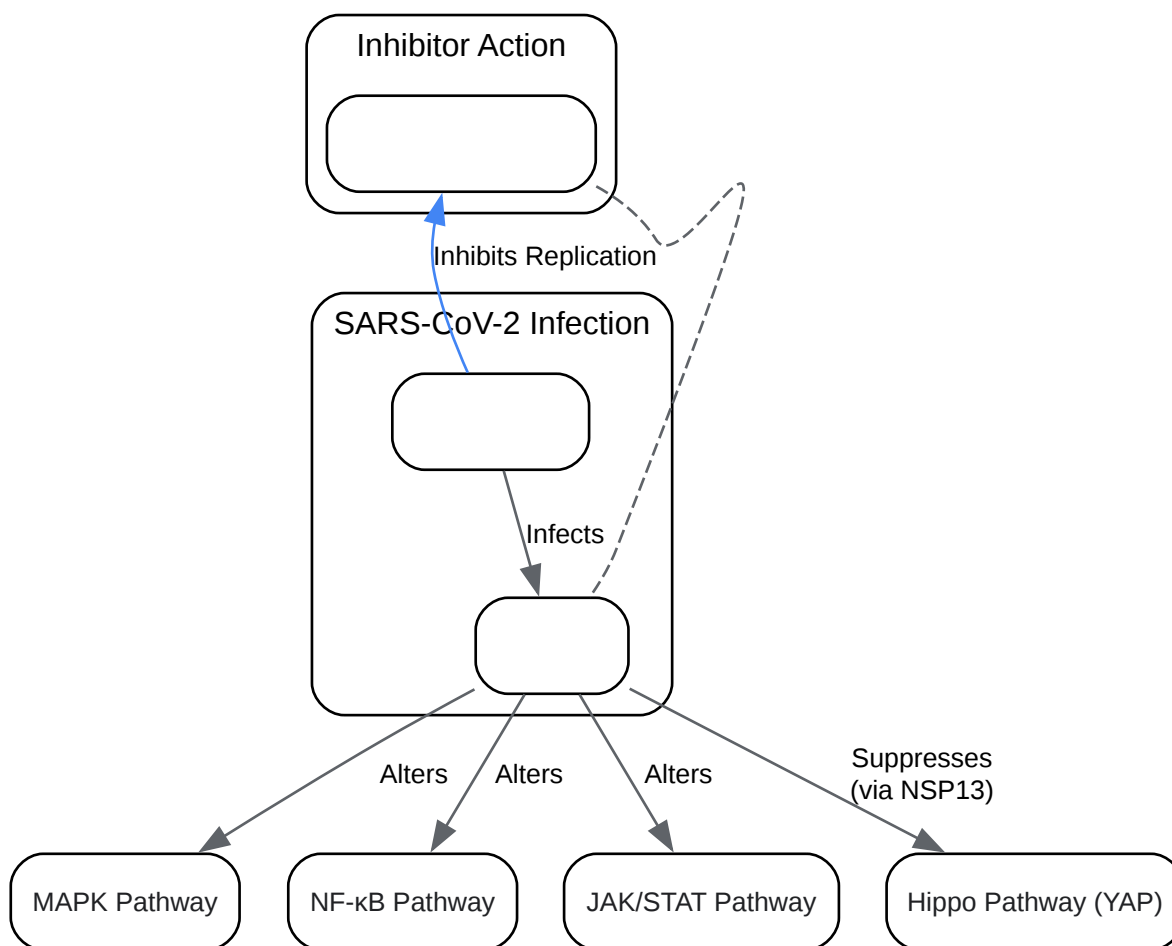 Inhibitor Action
Inhibits Replication
SARS-CoV-2 Infection
Infects
Alters
Alters
Alters
Suppresses
(via NSP13)
MAPK Pathway
NF-κB Pathway
JAK/STAT Pathway
Hippo Pathway (YAP)